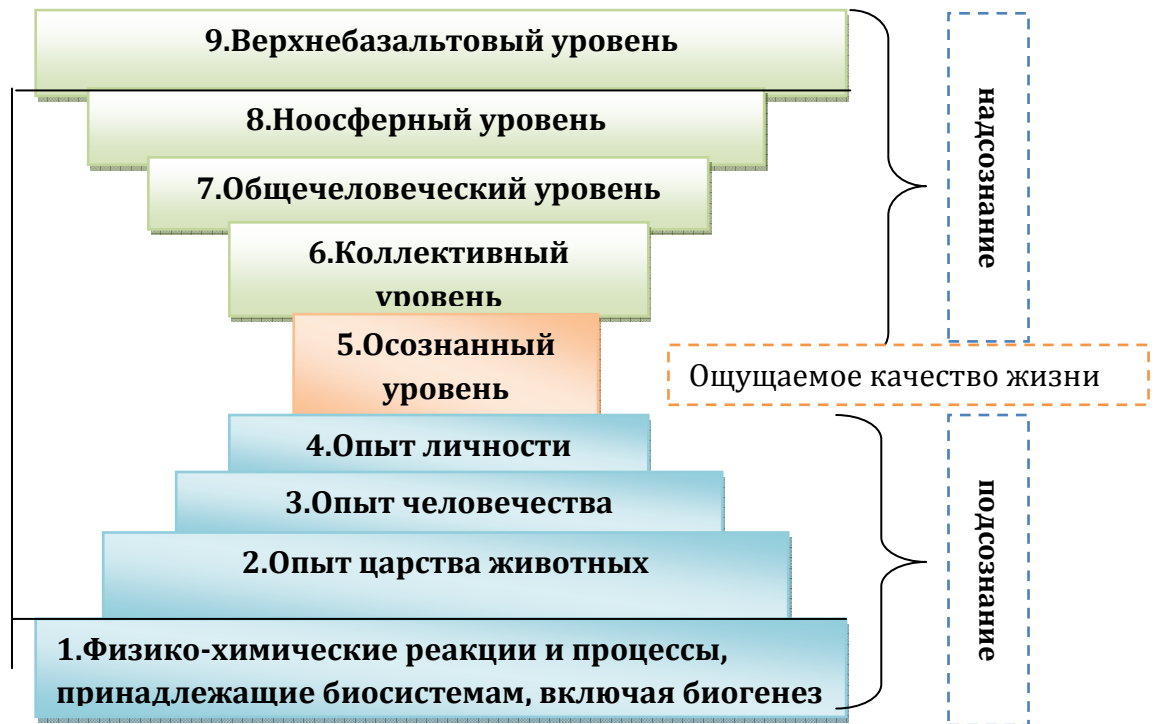 9.Верхнебазальтовый уровень
8.Ноосферный уровень
7.Общечеловеческий уровень
6.Коллективный
уровень
надсознание
5.Осознанный
уровень
Ощущаемое качество жизни
4.Опыт личности
3.Опыт человечества
2.Опыт царства животных
1.Физико-химические реакции и процессы,
принадлежащие биосистемам, включая биогенез
подсознание